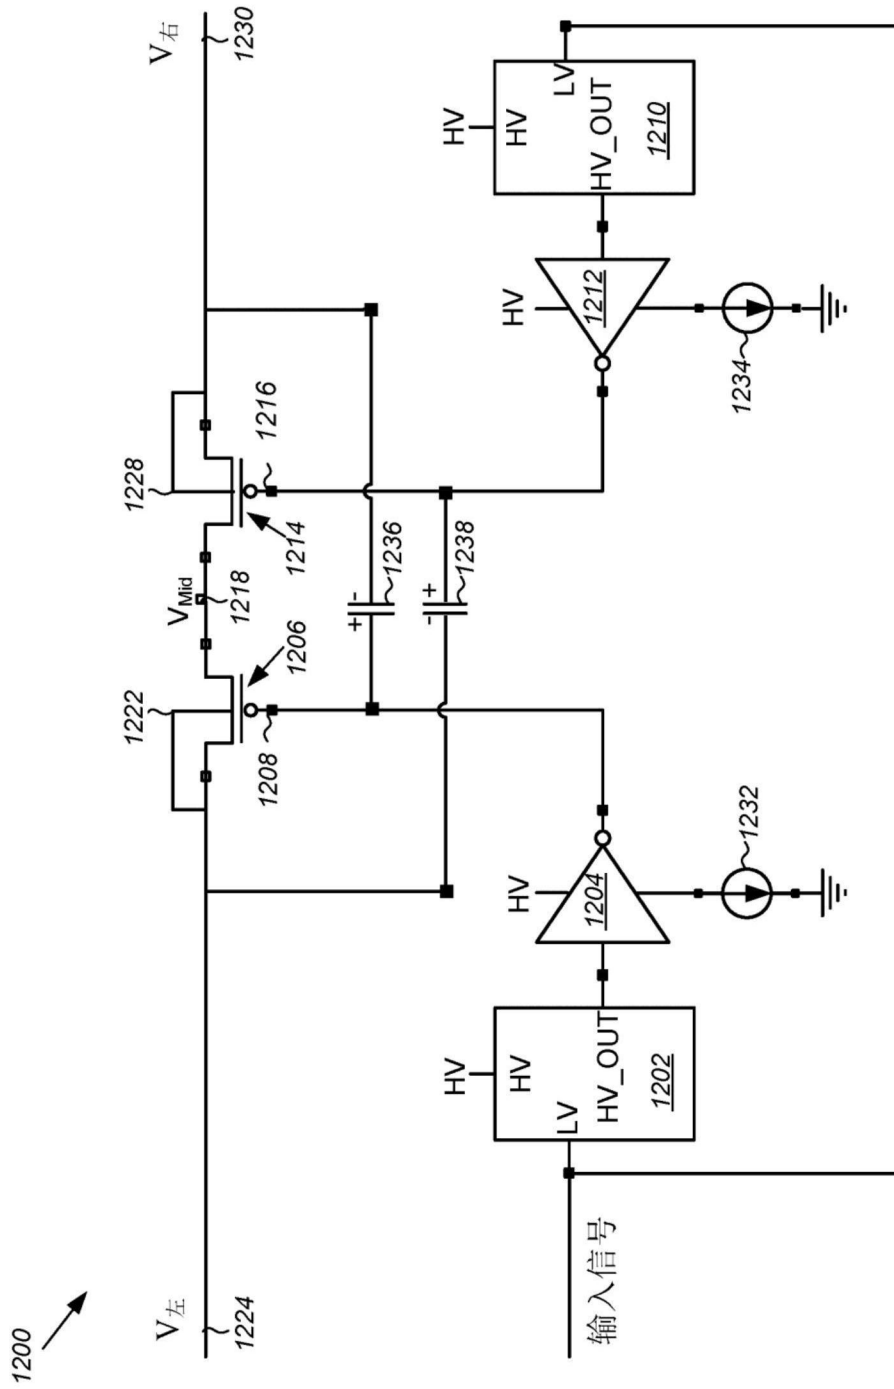 1200
V左
1224
V右
1230
1222
1228
VMid
1218
1206
1208
1214
1216
+ -
1236
- +
1238
HV
HV
LV
HV_OUT
1202
HV
1204
1232
HV
1212
1234
HV
HV
LV
HV_OUT
1210
输入信号